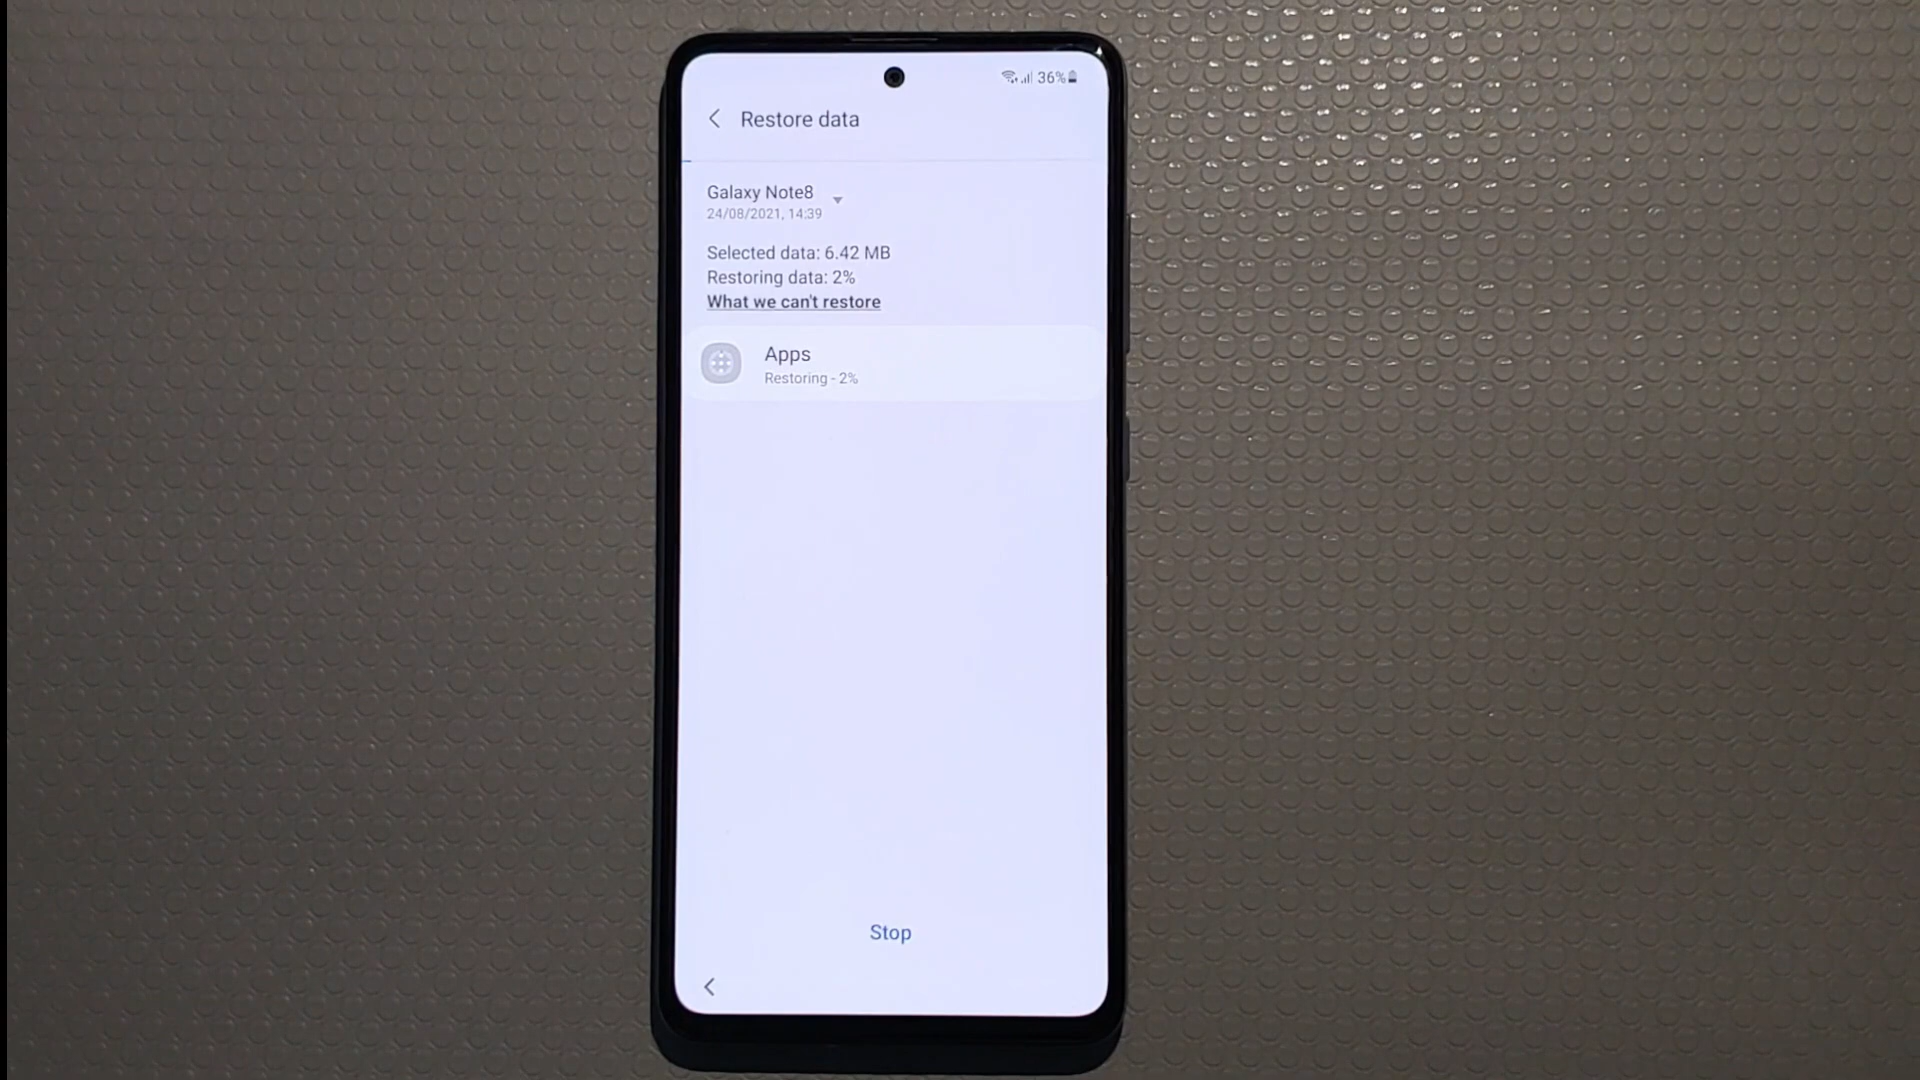 36%
Restore data
Galaxy Note8
24/08/2021, 14:39
Selected data: 6.42 MB
Restoring data: 2%
What we can't restore
Apps
Restoring - 2%
Stop